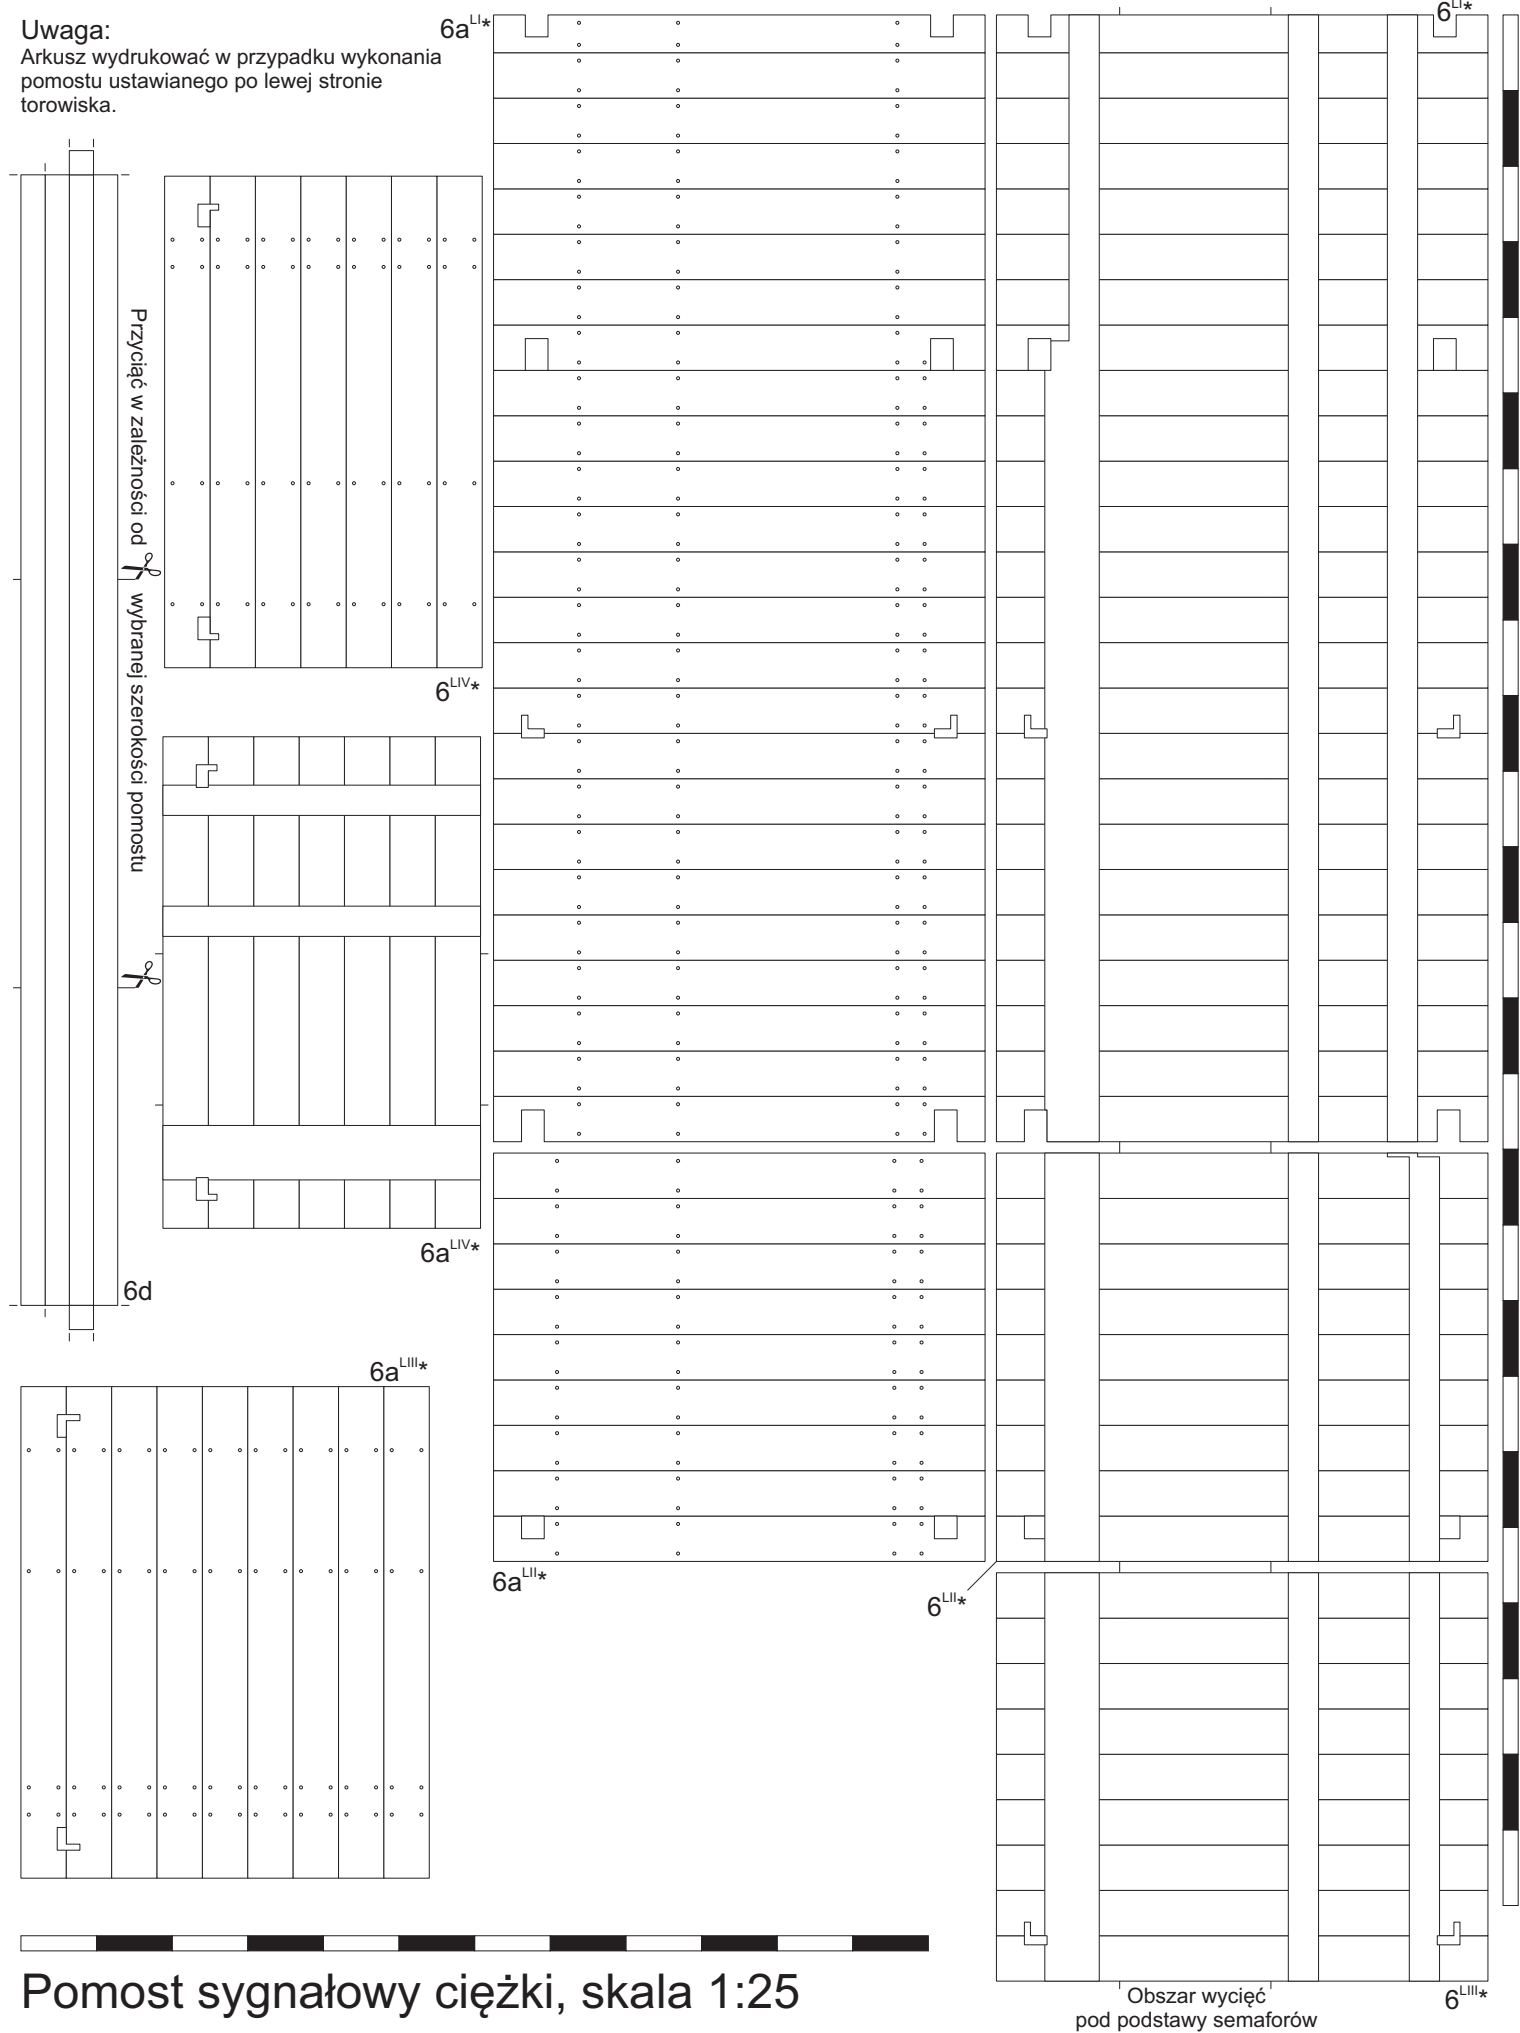 Uwaga:
Arkusz wydrukować w przypadku wykonania
pomostu ustawianego po lewej stronie
torowiska.
6a^LI*
6^LI*
Przyciąć w zależności od wybranej szerokości pomostu
6^LIV*
6a^LIV*
6d
6a^LIII*
6a^LII*
6^LII*
Pomost sygnałowy ciężki, skala 1:25
Obszar wycięć
pod podstawy semaforów
6^LIII*